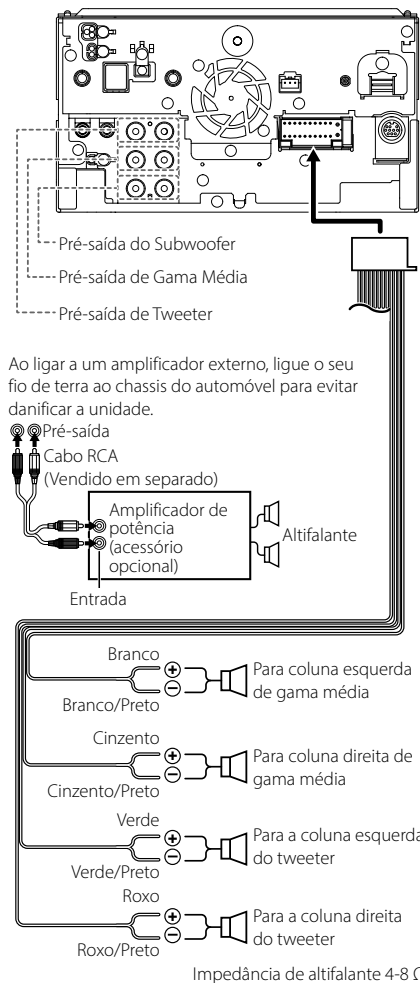 Pré-saída do Subwoofer
Pré-saída de Gama Média
Pré-saída de Tweeter
Ao ligar a um amplificador externo, ligue o seu
fio de terra ao chassis do automóvel para evitar
danificar a unidade.
Pré-saída
Cabo RCA
(Vendido em separado)
Amplificador de
potência
(acessório
opcional)
Altifalante
Entrada
Branco
Branco/Preto
Para coluna esquerda
de gama média
Cinzento
Cinzento/Preto
Para coluna direita de
gama média
Verde
Verde/Preto
Para a coluna esquerda
do tweeter
Roxo
Roxo/Preto
Para a coluna direita
do tweeter
Impedância de altifalante 4-8 Ω